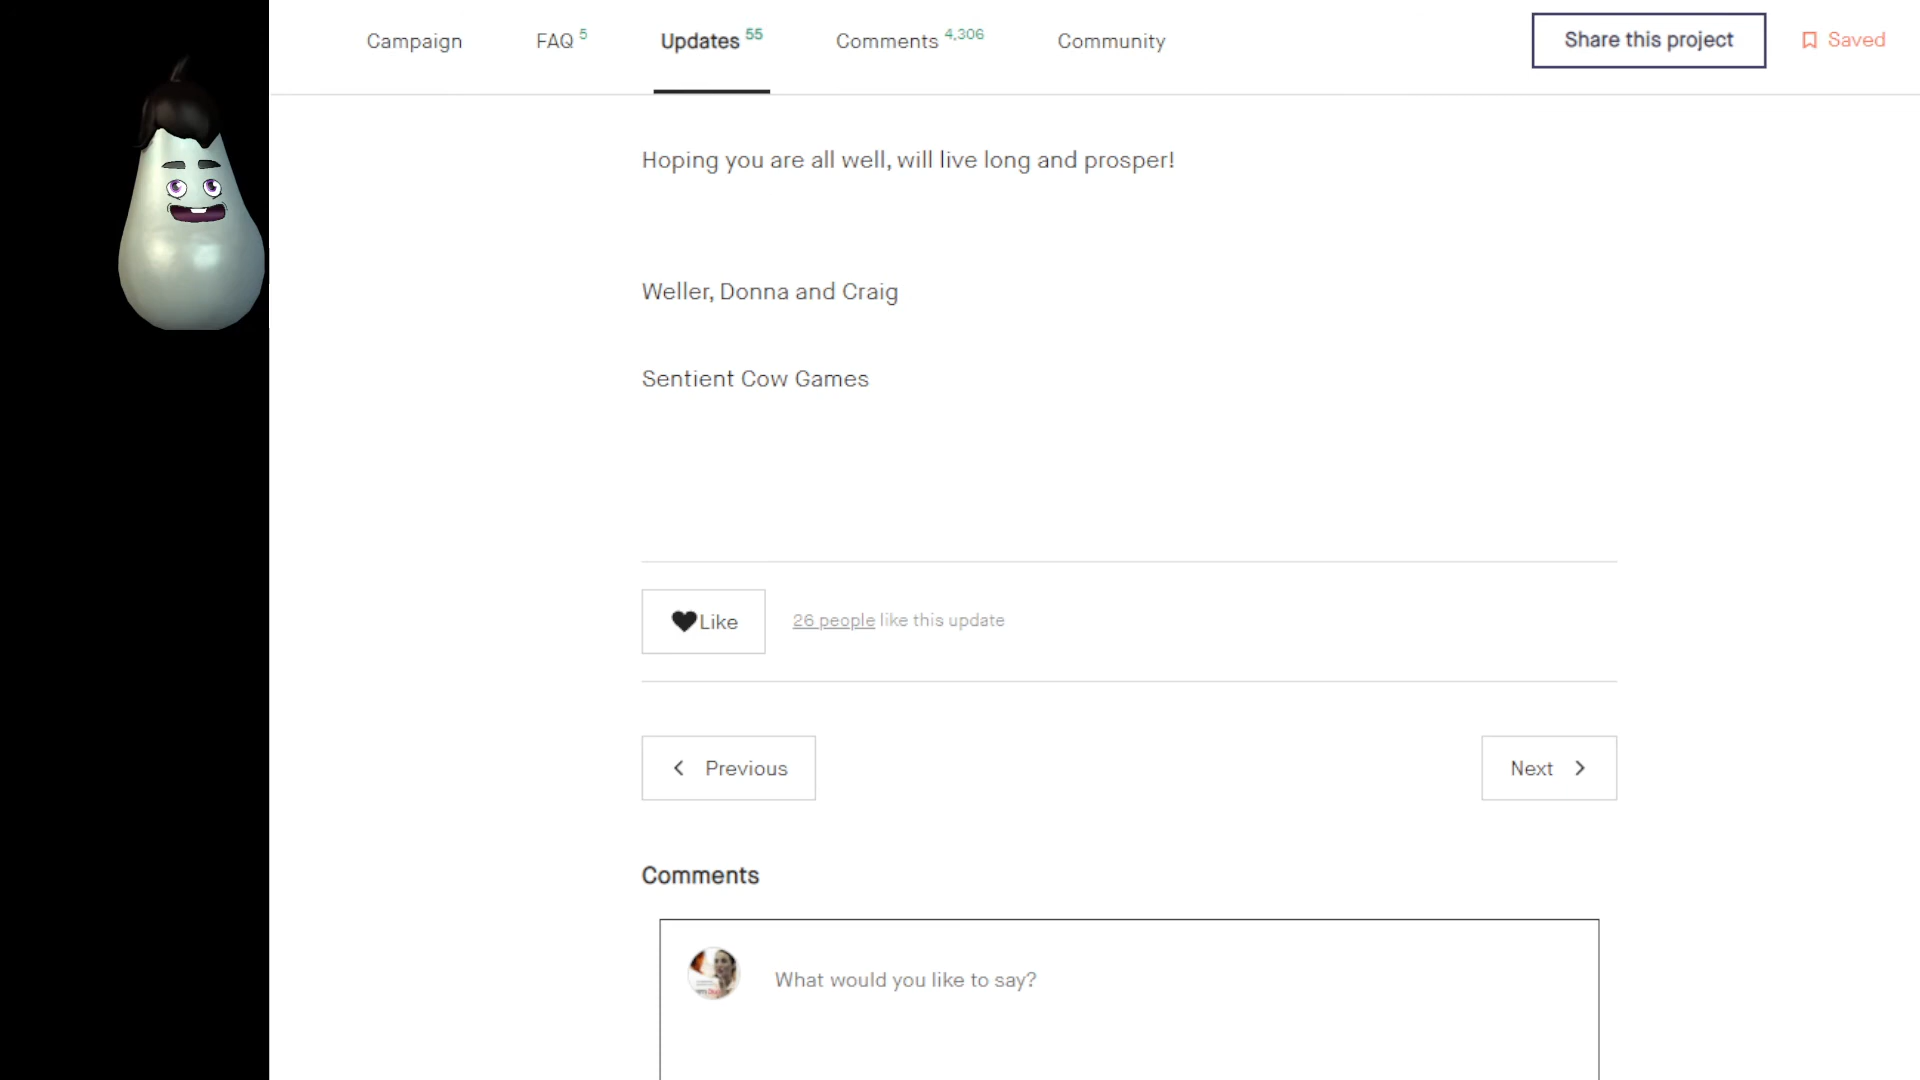 Campaign
FAQ 5
Updates 55
Comments 4,306
Community
Share this project
Saved
Hoping you are all well, will live long and prosper!
Weller, Donna and Craig
Sentient Cow Games
Like
26 people like this update
Previous
Next
Comments
What would you like to say?